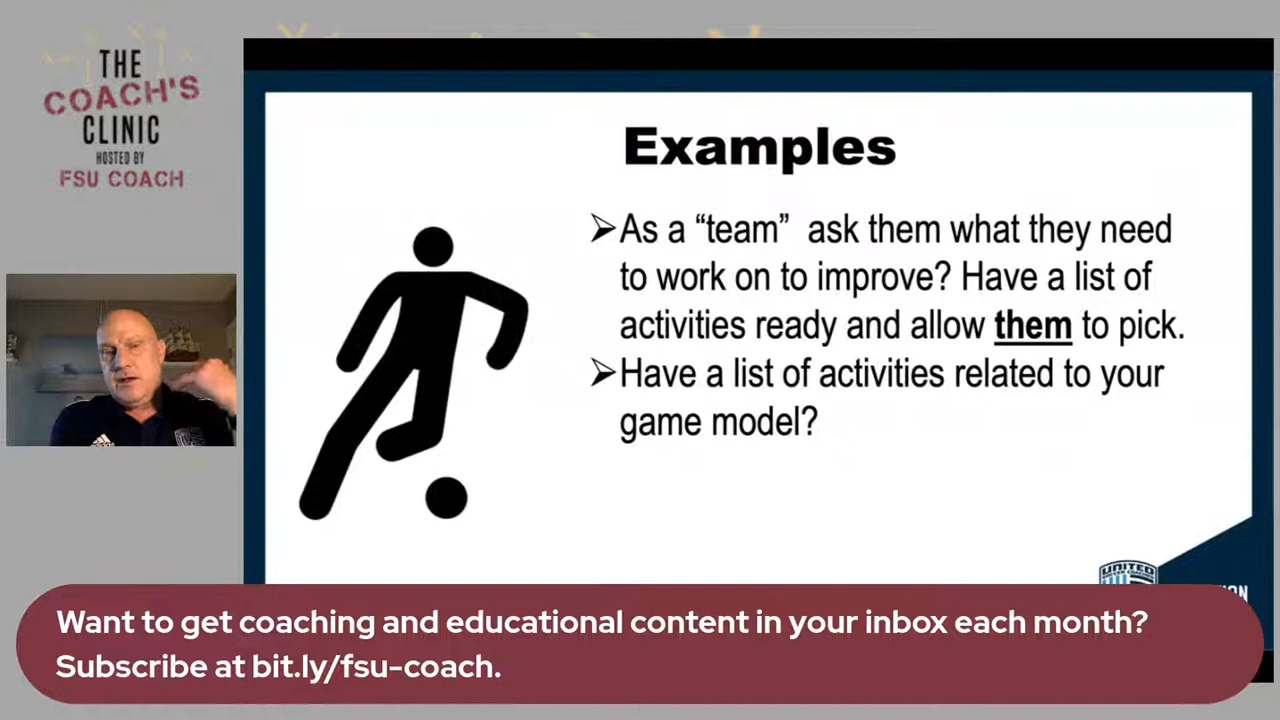 THE
COACH'S
CLINIC
HOSTED BY
FSU COACH
Examples
➢As a “team” ask them what they need
to work on to improve? Have a list of
activities ready and allow them to pick.
➢Have a list of activities related to your
game model?
UNITED
Want to get coaching and educational content in your inbox each month?
Subscribe at bit.ly/fsu-coach.